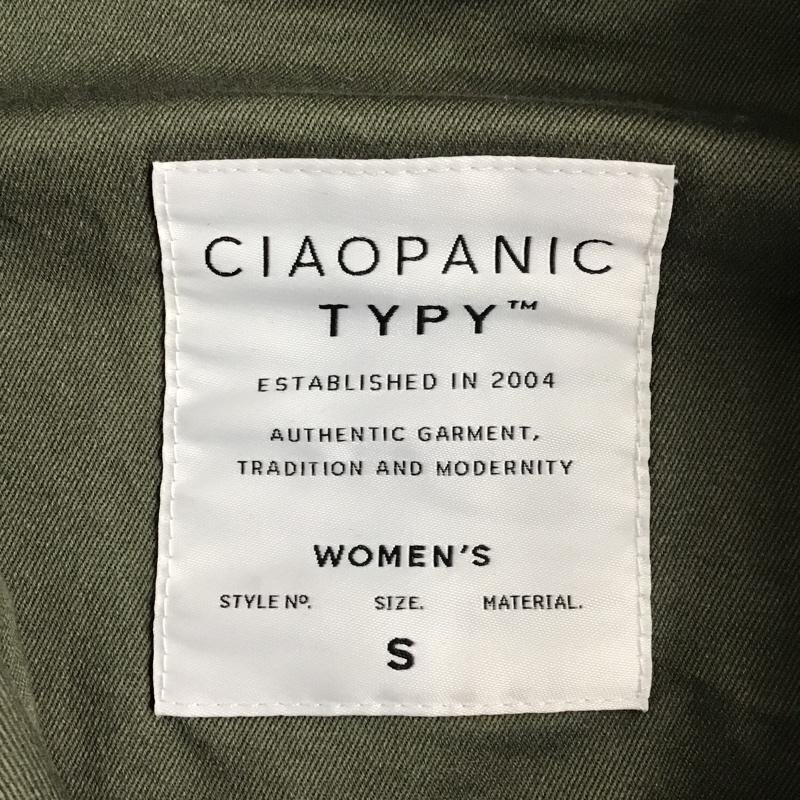 CIAOPANIC
TYPY™
ESTABLISHED IN 2004
AUTHENTIC GARMENT,
TRADITION AND MODERNITY
WOMEN'S
STYLE Nº. SIZE. MATERIAL.
S